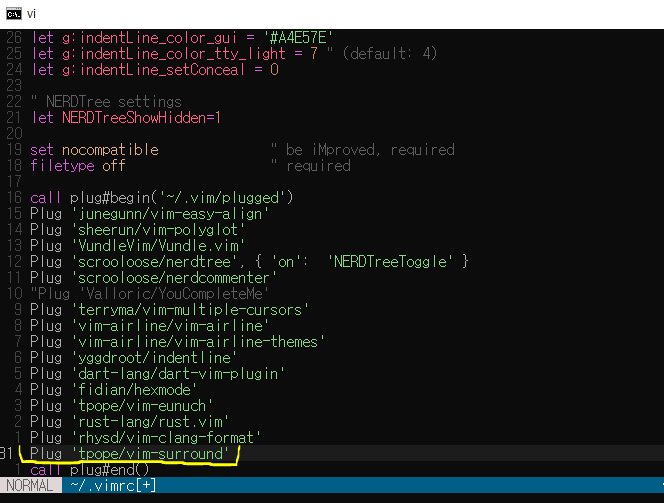 vi
26 let g:indentLine_color_gui = '#A4E57E'
25 let g:indentLine_color_tty_light = 7 " (default: 4)
24 let g:indentLine_setConceal = 0
23
22 " NERDTree settings
21 let NERDTreeShowHidden=1
20
19 set nocompatible " be iMproved, required
18 filetype off " required
17
16 call plug#begin('~/.vim/plugged')
15 Plug 'junegunn/vim-easy-align'
14 Plug 'sheerun/vim-polyglot'
13 Plug 'VundleVim/Vundle.vim'
12 Plug 'scrooloose/nerdtree', { 'on': 'NERDTreeToggle' }
11 Plug 'scrooloose/nerdcommenter'
10 "Plug 'Valloric/YouCompleteMe'
9 Plug 'terryma/vim-multiple-cursors'
8 Plug 'vim-airline/vim-airline'
7 Plug 'vim-airline/vim-airline-themes'
6 Plug 'yggdroot/indentline'
5 Plug 'dart-lang/dart-vim-plugin'
4 Plug 'fidian/hexmode'
3 Plug 'tpope/vim-eunuch'
2 Plug 'rust-lang/rust.vim'
1 Plug 'rhysd/vim-clang-format'
Plug 'tpope/vim-surround'
1 call plug#end()
NORMAL ~/.vimrc[+]